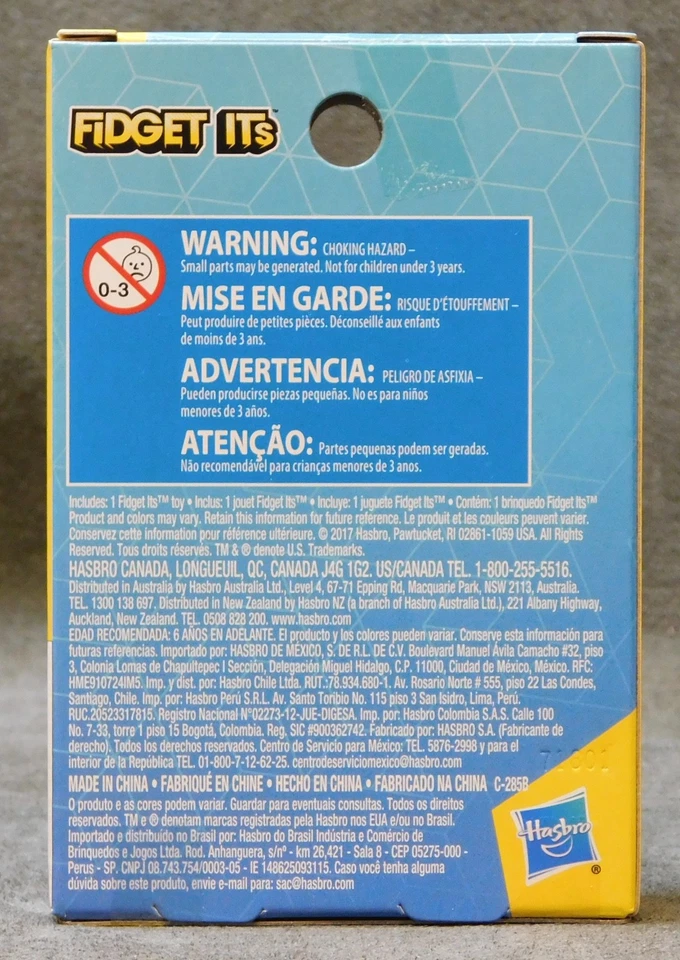 FiDGET ITs™
WARNING: CHOKING HAZARD –
Small parts may be generated. Not for children under 3 years.
0-3
MISE EN GARDE: RISQUE D'ÉTOUFFEMENT –
Peut produire de petites pièces. Déconseillé aux enfants
de moins de 3 ans.
ADVERTENCIA: PELIGRO DE ASFIXIA –
Pueden producirse piezas pequeñas. No es para niños
menores de 3 años.
ATENÇÃO: Partes pequenas podem ser geradas.
Não recomendável para crianças menores de 3 anos.
Includes: 1 Fidget Its™ toy • Inclus: 1 jouet Fidget Its™ • Incluye: 1 juguete Fidget Its™ • Contém: 1 brinquedo Fidget Its™
Product and colors may vary. Retain this information for future reference. Le produit et les couleurs peuvent varier.
Conservez cette information pour référence ultérieure. © 2017 Hasbro, Pawtucket, RI 02861-1059 USA. All Rights
Reserved. Tous droits réservés. TM & ® denote U.S. Trademarks.
HASBRO CANADA, LONGUEUIL, QC, CANADA J4G 1G2. US/CANADA TEL. 1-800-255-5516.
Distributed in Australia by Hasbro Australia Ltd., Level 4, 67-71 Epping Rd, Macquarie Park, NSW 2113, Australia.
TEL. 1300 138 697. Distributed in New Zealand by Hasbro NZ (a branch of Hasbro Australia Ltd.), 221 Albany Highway,
Auckland, New Zealand. TEL. 0508 828 200. www.hasbro.com
EDAD RECOMENDADA: 6 AÑOS EN ADELANTE. El producto y los colores pueden variar. Conserve esta información para
futuras referencias. Importado por: HASBRO DE MÉXICO, S. DE R.L. DE C.V. Boulevard Manuel Ávila Camacho #32, piso
3, Colonia Lomas de Chapultepec I Sección, Delegación Miguel Hidalgo, C.P. 11000, Ciudad de México, México. RFC:
HME910724IM5. Imp. y dist. por: Hasbro Chile Ltda. RUT.:78.934.680-1. Av. Rosario Norte # 555, piso 22 Las Condes,
Santiago, Chile. Imp. por: Hasbro Perú S.R.L. Av. Santo Toribio No. 115 piso 3 San Isidro, Lima, Perú.
RUC.20523317815. Registro Nacional N°02273-12-JUE-DIGESA. Imp. por: Hasbro Colombia S.A.S. Calle 100
No. 7-33, torre 1 piso 15 Bogotá, Colombia. Reg. SIC #900362742. Fabricado por: HASBRO S.A. (Fabricante de
derecho). Todos los derechos reservados. Centro de Servicio para México: TEL. 5876-2998 y para el
interior de la República TEL. 01-800-7-12-62-25. centrodeserviciomexico@hasbro.com
MADE IN CHINA • FABRIQUÉ EN CHINE • HECHO EN CHINA • FABRICADO NA CHINA C-285B
O produto e as cores podem variar. Guardar para eventuais consultas. Todos os direitos
reservados. TM e ® denotam marcas registradas pela Hasbro nos EUA e/ou no Brasil.
Importado e distribuído no Brasil por: Hasbro do Brasil Indústria e Comércio de
Brinquedos e Jogos Ltda. Rod. Anhanguera, s/nº - km 26,421 - Sala 8 - CEP 05275-000 -
Perus - SP. CNPJ 08.743.754/0003-05 - IE 148625093115. Caso você tenha alguma
dúvida sobre este produto, envie e-mail para: sac@hasbro.com
Hasbro
®